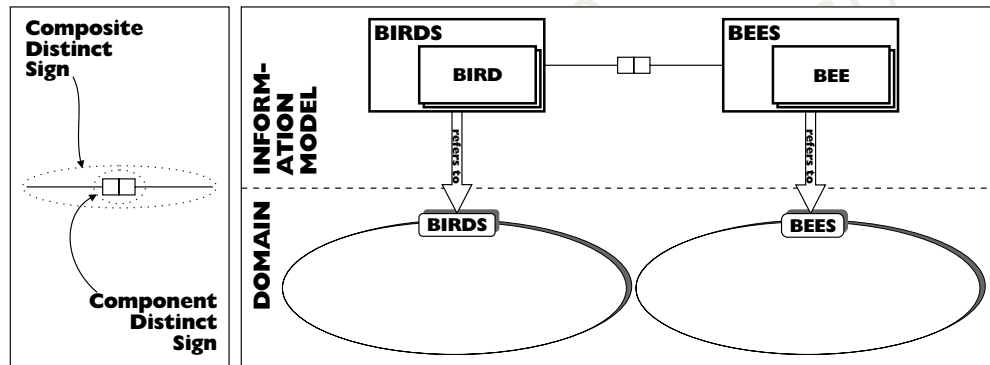 Composite
Distinct
Sign
Component
Distinct
Sign
INFORM-
ATION
MODEL
BIRDS
BIRD
BEES
BEE
refers to
refers to
DOMAIN
BIRDS
BEES